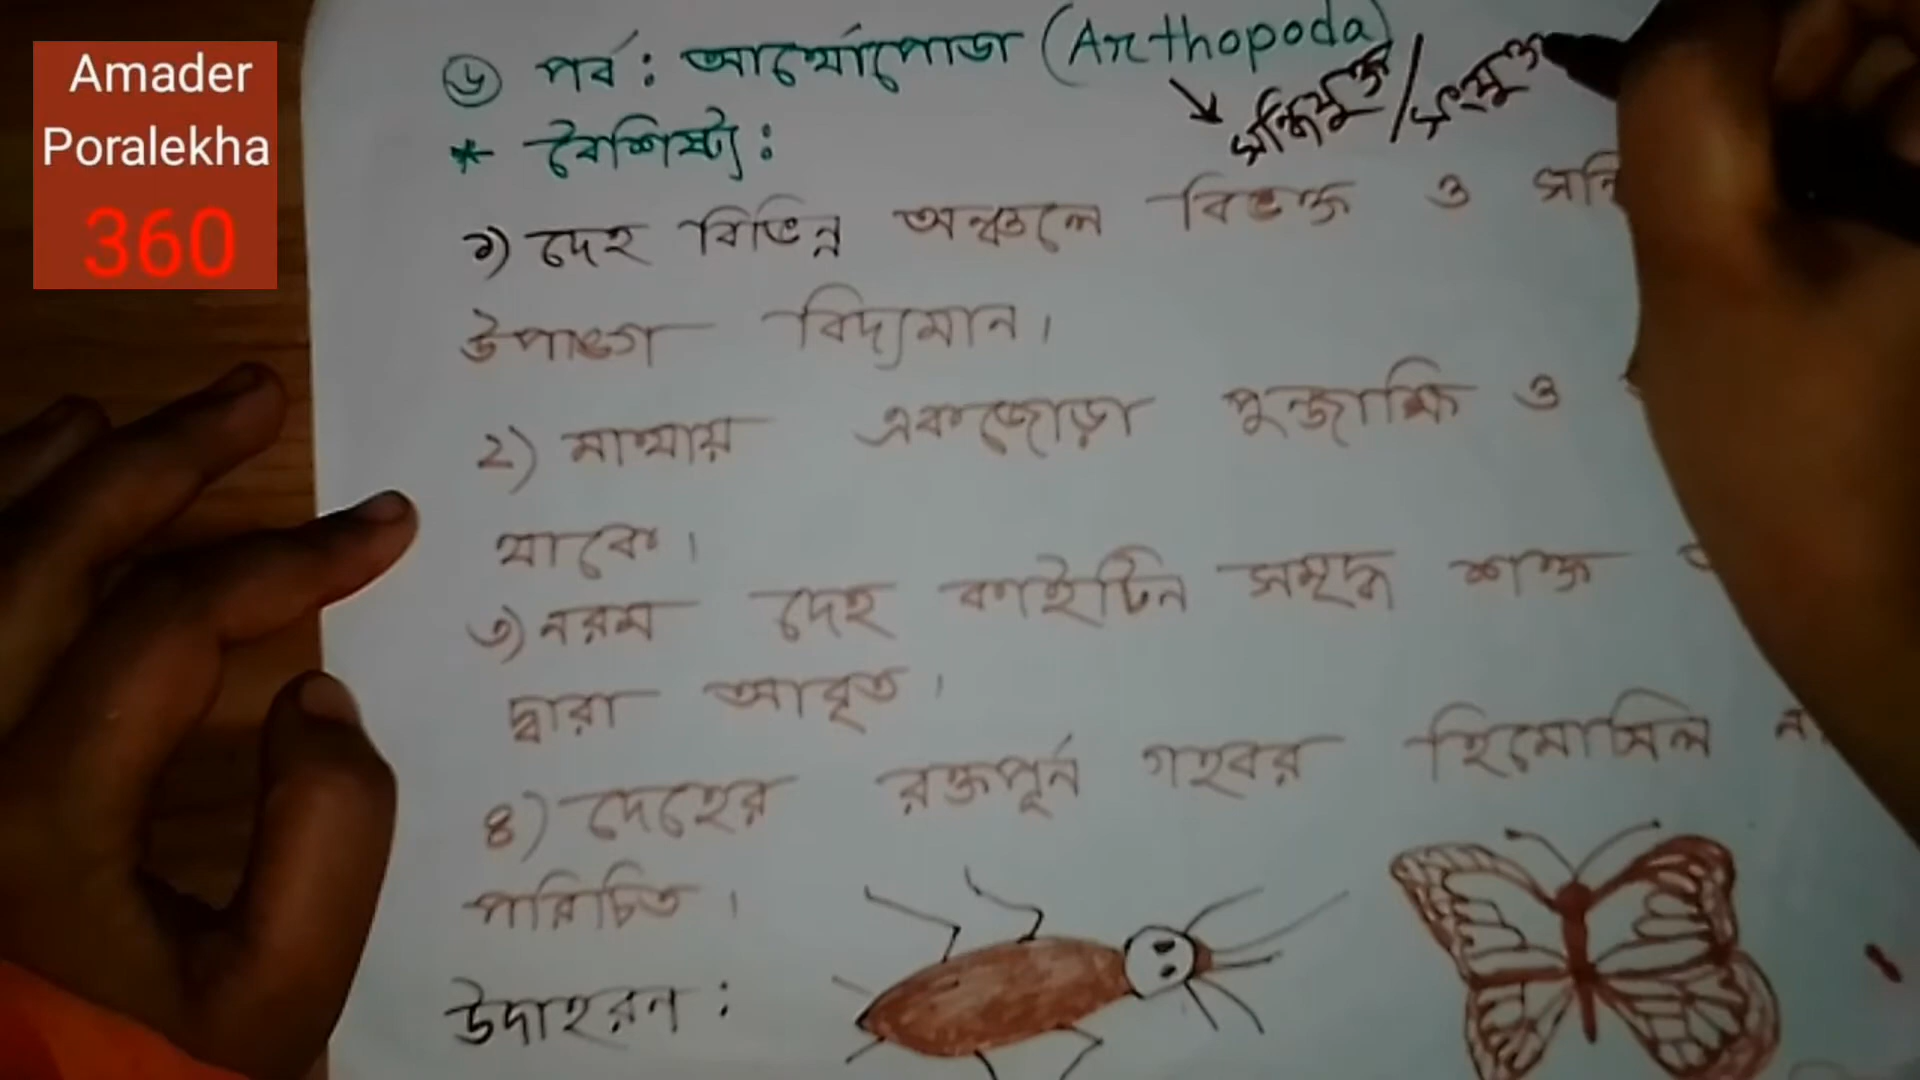 Amader
Poralekha
360
৬ পর্ব : আর্থ্রোপোডা (Arthopoda)
সন্ধিযুক্ত /
* বৈশিষ্ট্য :
১) দেহ বিভিন্ন অঞ্চলে বিভক্ত ও সন্ধি
উপাঙ্গ বিদ্যমান।
২) মাথায় একজোড়া পুঞ্জাক্ষি ও
থাকে।
৩) নরম দেহ কাইটিন সমৃদ্ধ শক্ত
দ্বারা আবৃত।
৪) দেহের রক্তপূর্ন গহবর হিমোসিল
পরিচিত।
উদাহরন :